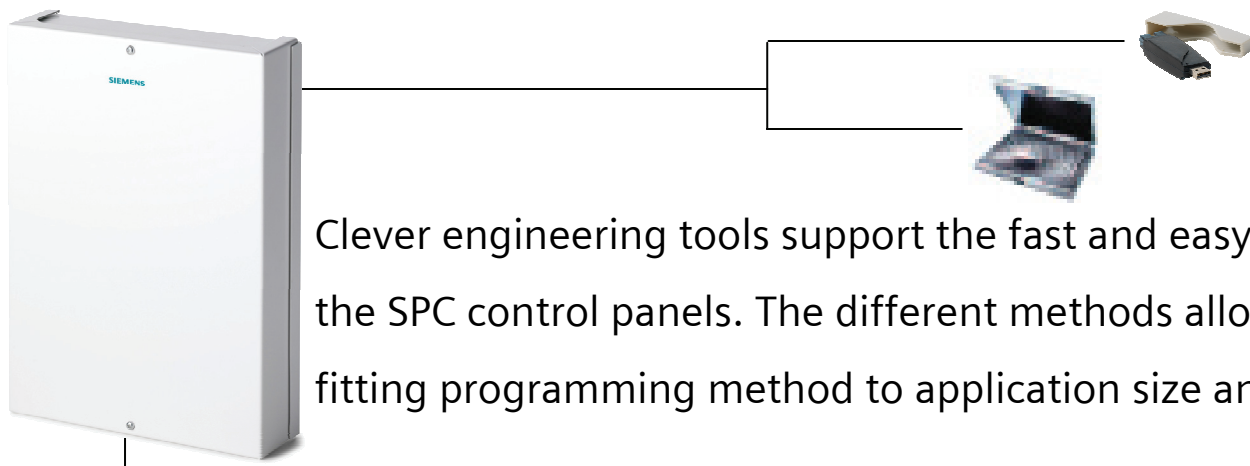 SIEMENS
Clever engineering tools support the fast and easy
the SPC control panels. The different methods allo
fitting programming method to application size an